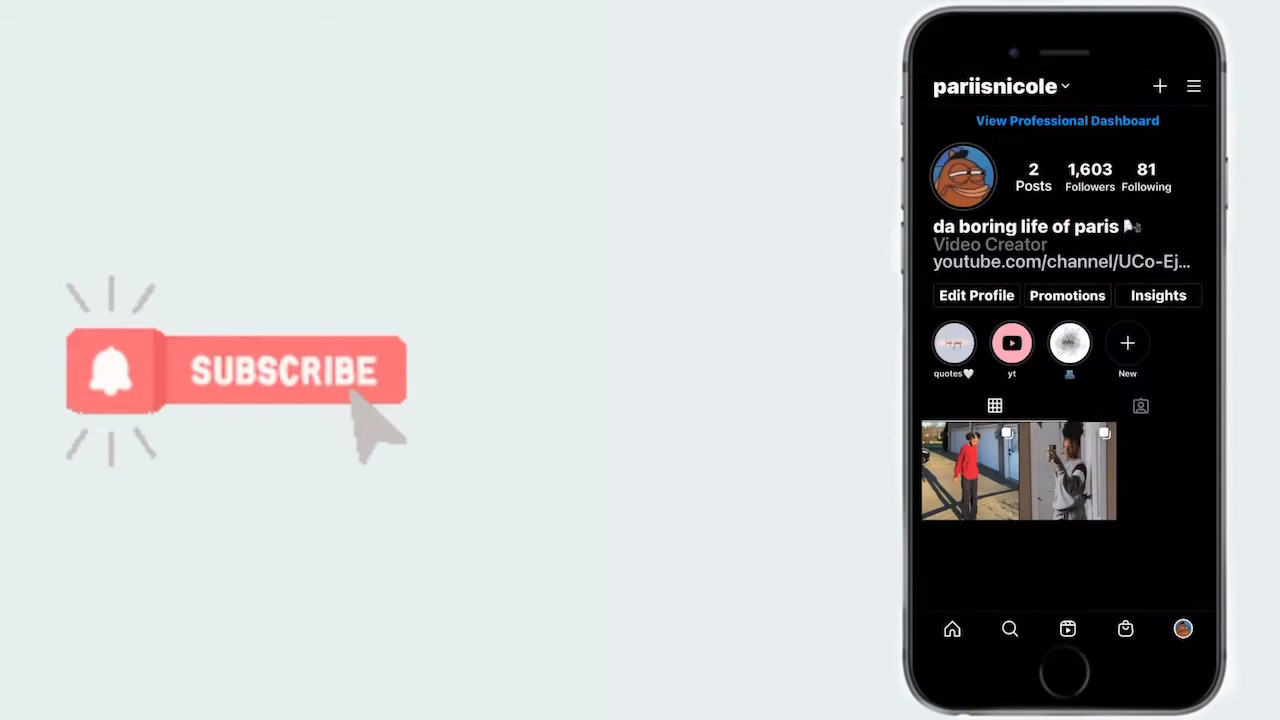 SUBSCRIBE
pariisnicole
View Professional Dashboard
2 1,603 81
Posts Followers Following
da boring life of paris
Video Creator
youtube.com/channel/UCo-Ej...
Edit Profile Promotions Insights
quotes🤍 yt 🫂 New